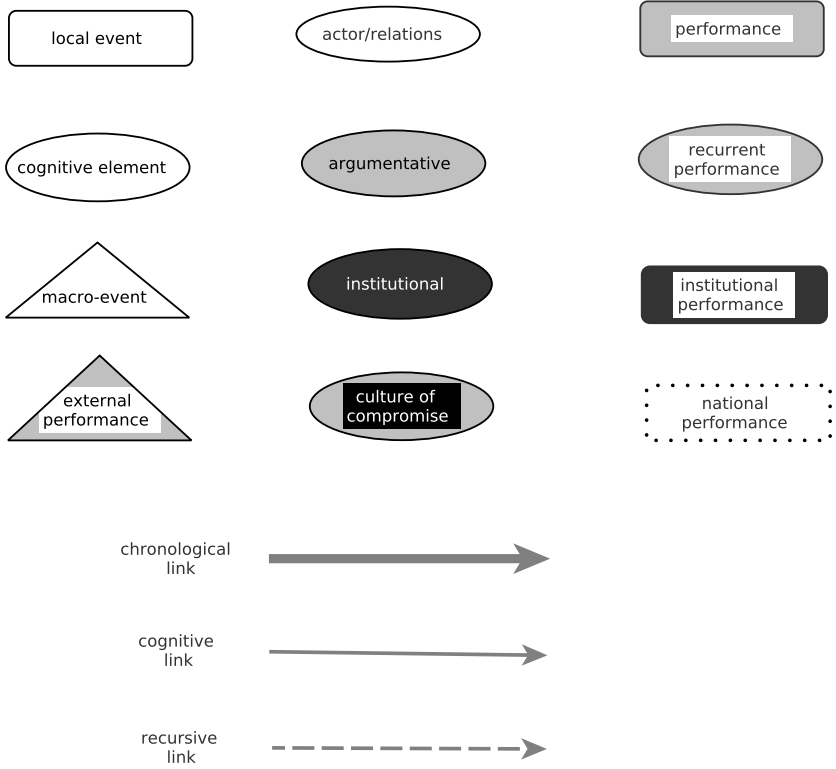 local event
actor/relations
performance
cognitive element
argumentative
recurrent
performance
macro-event
institutional
institutional
performance
external
performance
culture of
compromise
national
performance
chronological
link
cognitive
link
recursive
link